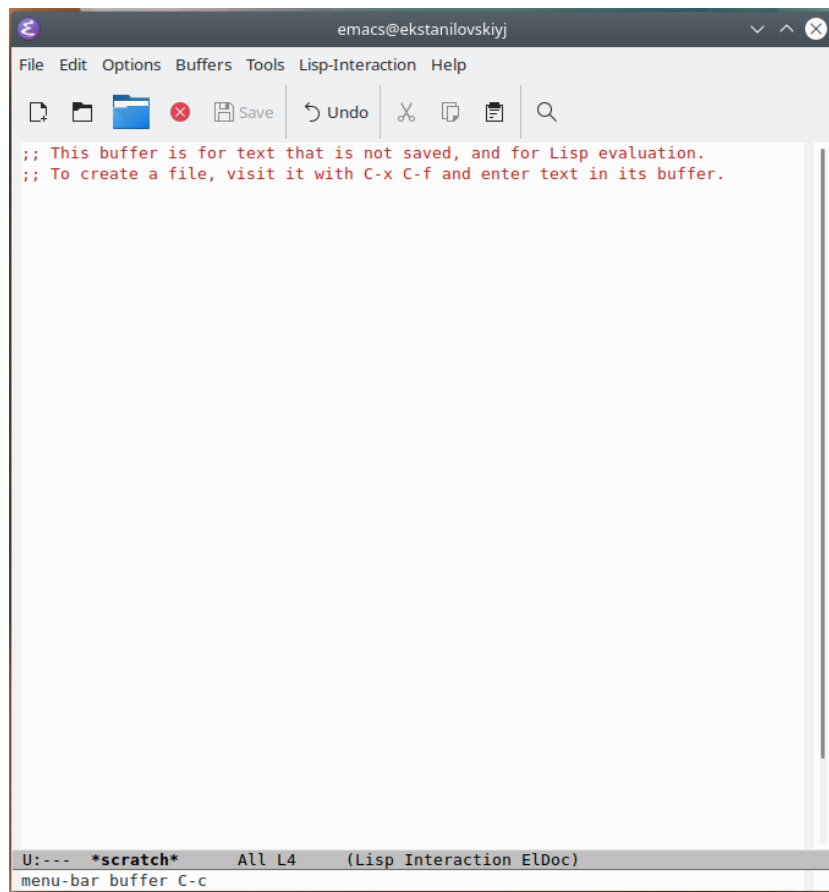 emacs@ekstanilovskiyj
File Edit Options Buffers Tools Lisp-Interaction Help
Save Undo
;; This buffer is for text that is not saved, and for Lisp evaluation.
;; To create a file, visit it with C-x C-f and enter text in its buffer.
U:--- *scratch* All L4 (Lisp Interaction ElDoc)
menu-bar buffer C-c